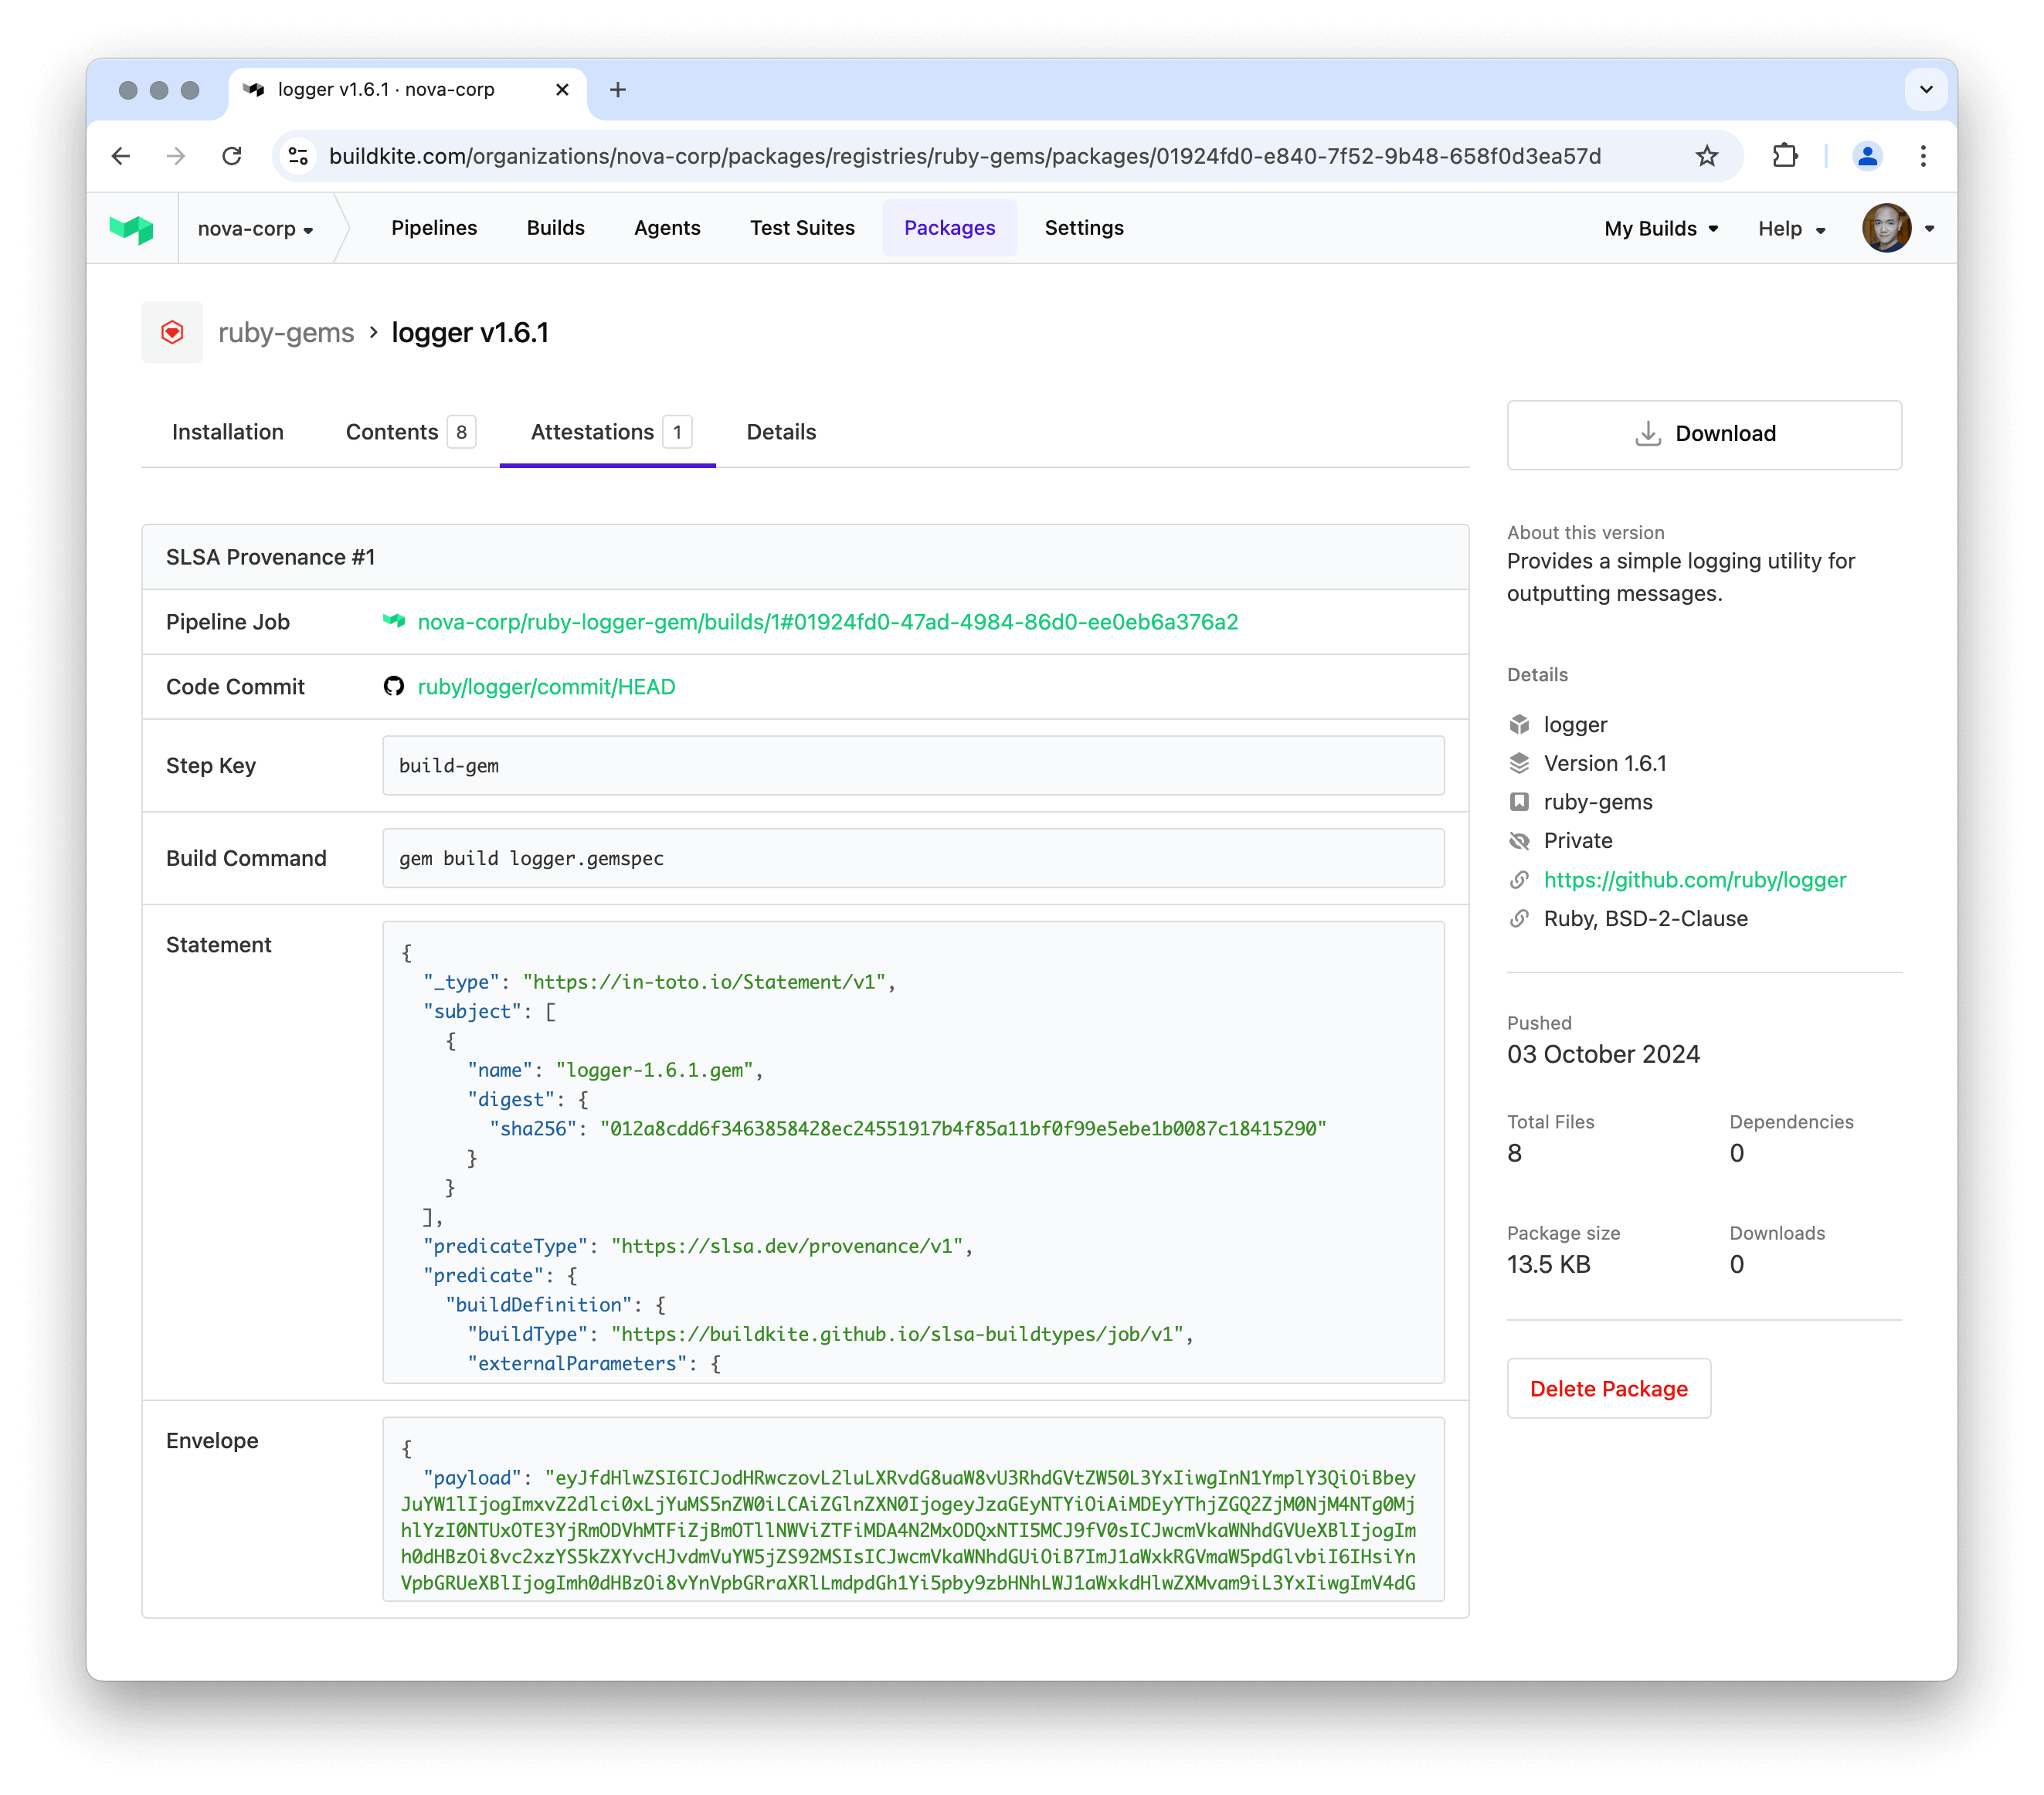 logger v1.6.1 · nova-corp
buildkite.com/organizations/nova-corp/packages/registries/ruby-gems/packages/01924fd0-e840-7f52-9b48-658f0d3ea57d
nova-corp Pipelines Builds Agents Test Suites Packages Settings My Builds Help
ruby-gems › logger v1.6.1
Installation Contents 8 Attestations 1 Details
SLSA Provenance #1
Pipeline Job nova-corp/ruby-logger-gem/builds/1#01924fd0-47ad-4984-86d0-ee0eb6a376a2
Code Commit ruby/logger/commit/HEAD
Step Key build-gem
Build Command gem build logger.gemspec
Statement
{
"_type": "https://in-toto.io/Statement/v1",
"subject": [
{
"name": "logger-1.6.1.gem",
"digest": {
"sha256": "012a8cdd6f3463858428ec24551917b4f85a11bf0f99e5ebe1b0087c18415290"
}
}
],
"predicateType": "https://slsa.dev/provenance/v1",
"predicate": {
"buildDefinition": {
"buildType": "https://buildkite.github.io/slsa-buildtypes/job/v1",
"externalParameters": {
Envelope
{
"payload": "eyJfdHlwZSI6ICJodHRwczovL2luLXRvdG8uaW8vU3RhdGVtZW50L3YxIiwgInN1YmplY3QiOiBbey
JuYW1lIjogImxvZ2dlci0xLjYuMS5nZW0iLCAiZGlnZXN0IjogeyJzaGEyNTYiOiAiMDEyYThjZGQ2ZjM0NjM4NTg0Mj
hlYzI0NTUxOTE3YjRmODVhMTFiZjBmOTllNWViZTFiMDA4N2MxODQxNTI5MCJ9fV0sICJwcmVkaWNhdGVUeXBlIjogIm
h0dHBzOi8vc2xzYS5kZXYvcHJvdmVuYW5jZS92MSIsICJwcmVkaWNhdGUiOiB7ImJ1aWxkRGVmaW5pdGlvbiI6IHsiYn
VpbGRUeXBlIjogImh0dHBzOi8vYnVpbGRraXRlLmdpdGh1Yi5pby9zbHNhLWJ1aWxkdHlwZXMvam9iL3YxIiwgImV4dG
Download
About this version
Provides a simple logging utility for
outputting messages.
Details
logger
Version 1.6.1
ruby-gems
Private
https://github.com/ruby/logger
Ruby, BSD-2-Clause
Pushed
03 October 2024
Total Files Dependencies
8 0
Package size Downloads
13.5 KB 0
Delete Package